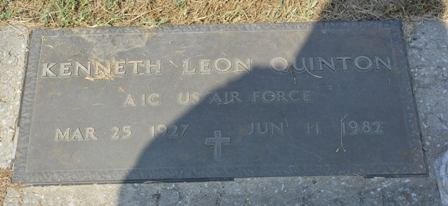 KENNETH LEON QUINTON
A1C US AIR FORCE
MAR 25 1927 JUN 11 1982